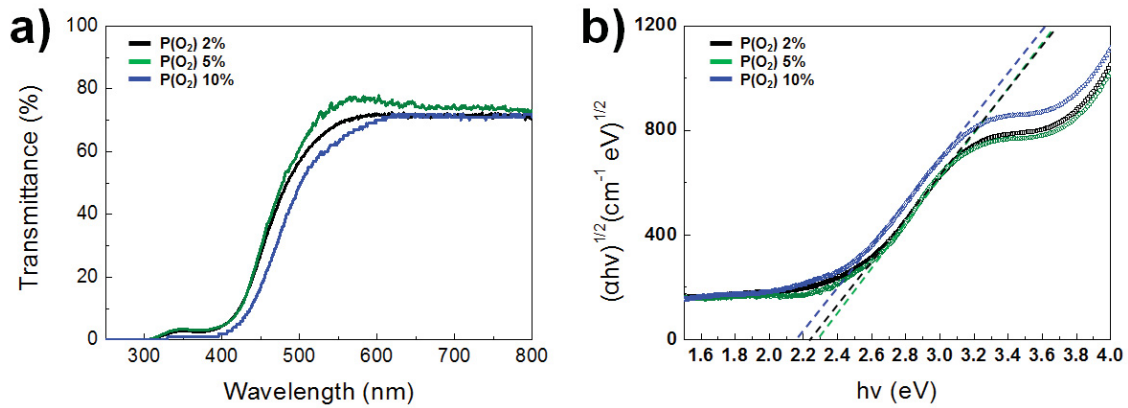 a)
P(O₂) 2%
P(O₂) 5%
P(O₂) 10%
Transmittance (%)
100
80
60
40
20
0
300 400 500 600 700 800
Wavelength (nm)
b)
P(O₂) 2%
P(O₂) 5%
P(O₂) 10%
(αhν) 1/2(cm⁻¹ eV)1/2
1200
800
400
0
1.6 1.8 2.0 2.2 2.4 2.6 2.8 3.0 3.2 3.4 3.6 3.8 4.0
hν (eV)